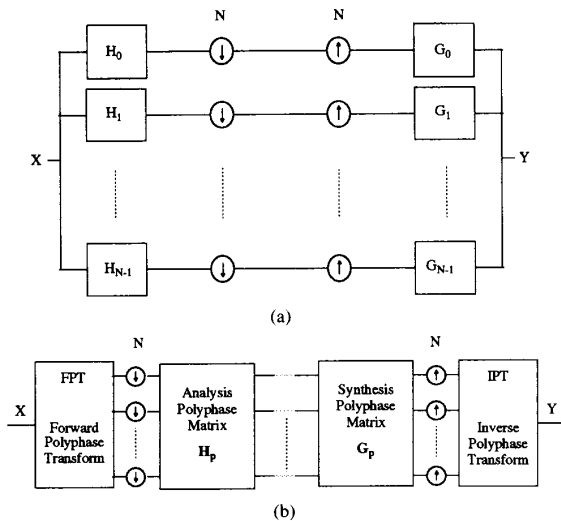 N N
H0 G0
H1 G1
X Y
HN-1 GN-1
(a)
N N
FPT IPT
X Y
Forward
Polyphase
Transform
Analysis
Polyphase
Matrix
Hp
Synthesis
Polyphase
Matrix
Gp
Inverse
Polyphase
Transform
(b)